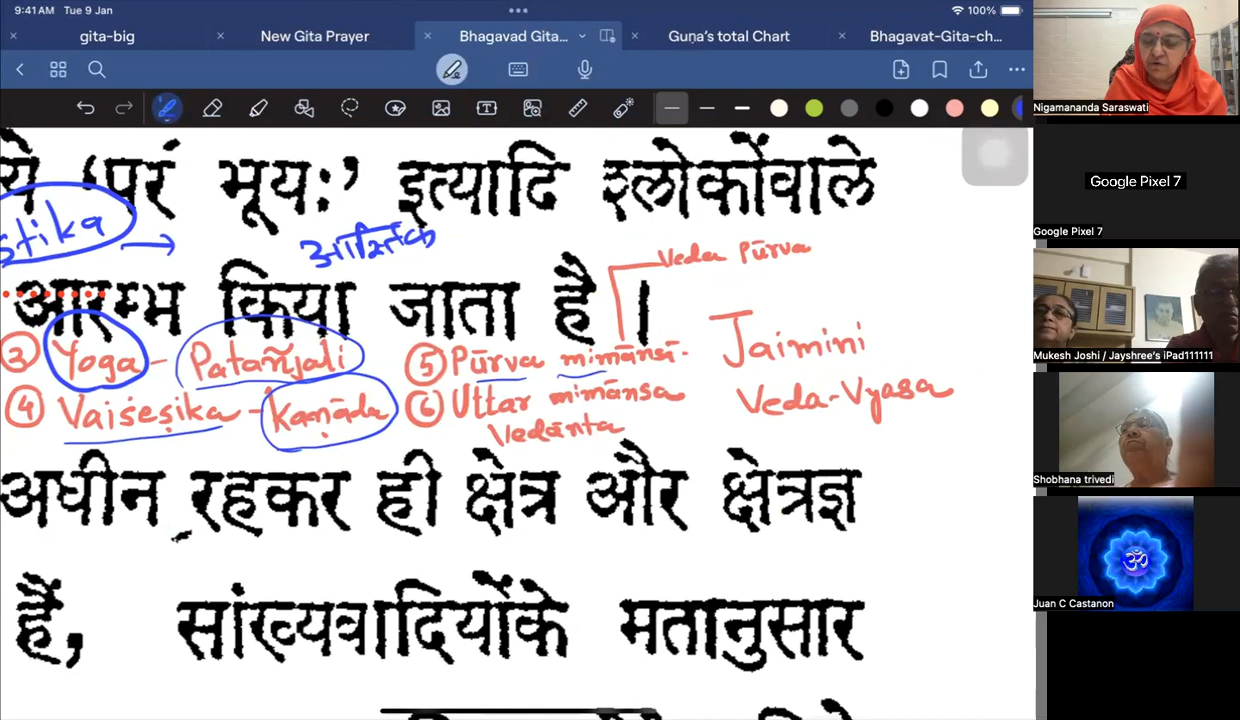 9:41 AM Tue 9 Jan
100%
gita-big
New Gita Prayer
Bhagavad Gita...
Guṇa's total Chart
Bhagavat-Gita-ch...
ये 'परं भूयः' इत्यादि श्लोकोंवाले
stika → आस्तिक
Veda Pūrva
आरम्भ किया जाता है।
③ Yoga - Patañjali
④ Vaiśeṣika - Kaṇāda
⑤ Pūrva mimānsā -
Jaimini
⑥ Uttar mimānsa
Vedānta
Veda-Vyasa
अधीन रहकर ही क्षेत्र और क्षेत्रज्ञ
हैं, सांख्यवादियोंके मतानुसार
Nigamananda Saraswati
Google Pixel 7
Google Pixel 7
Mukesh Joshi / Jayshree's iPad111111
Shobhana trivedi
ॐ
Juan C Castanon